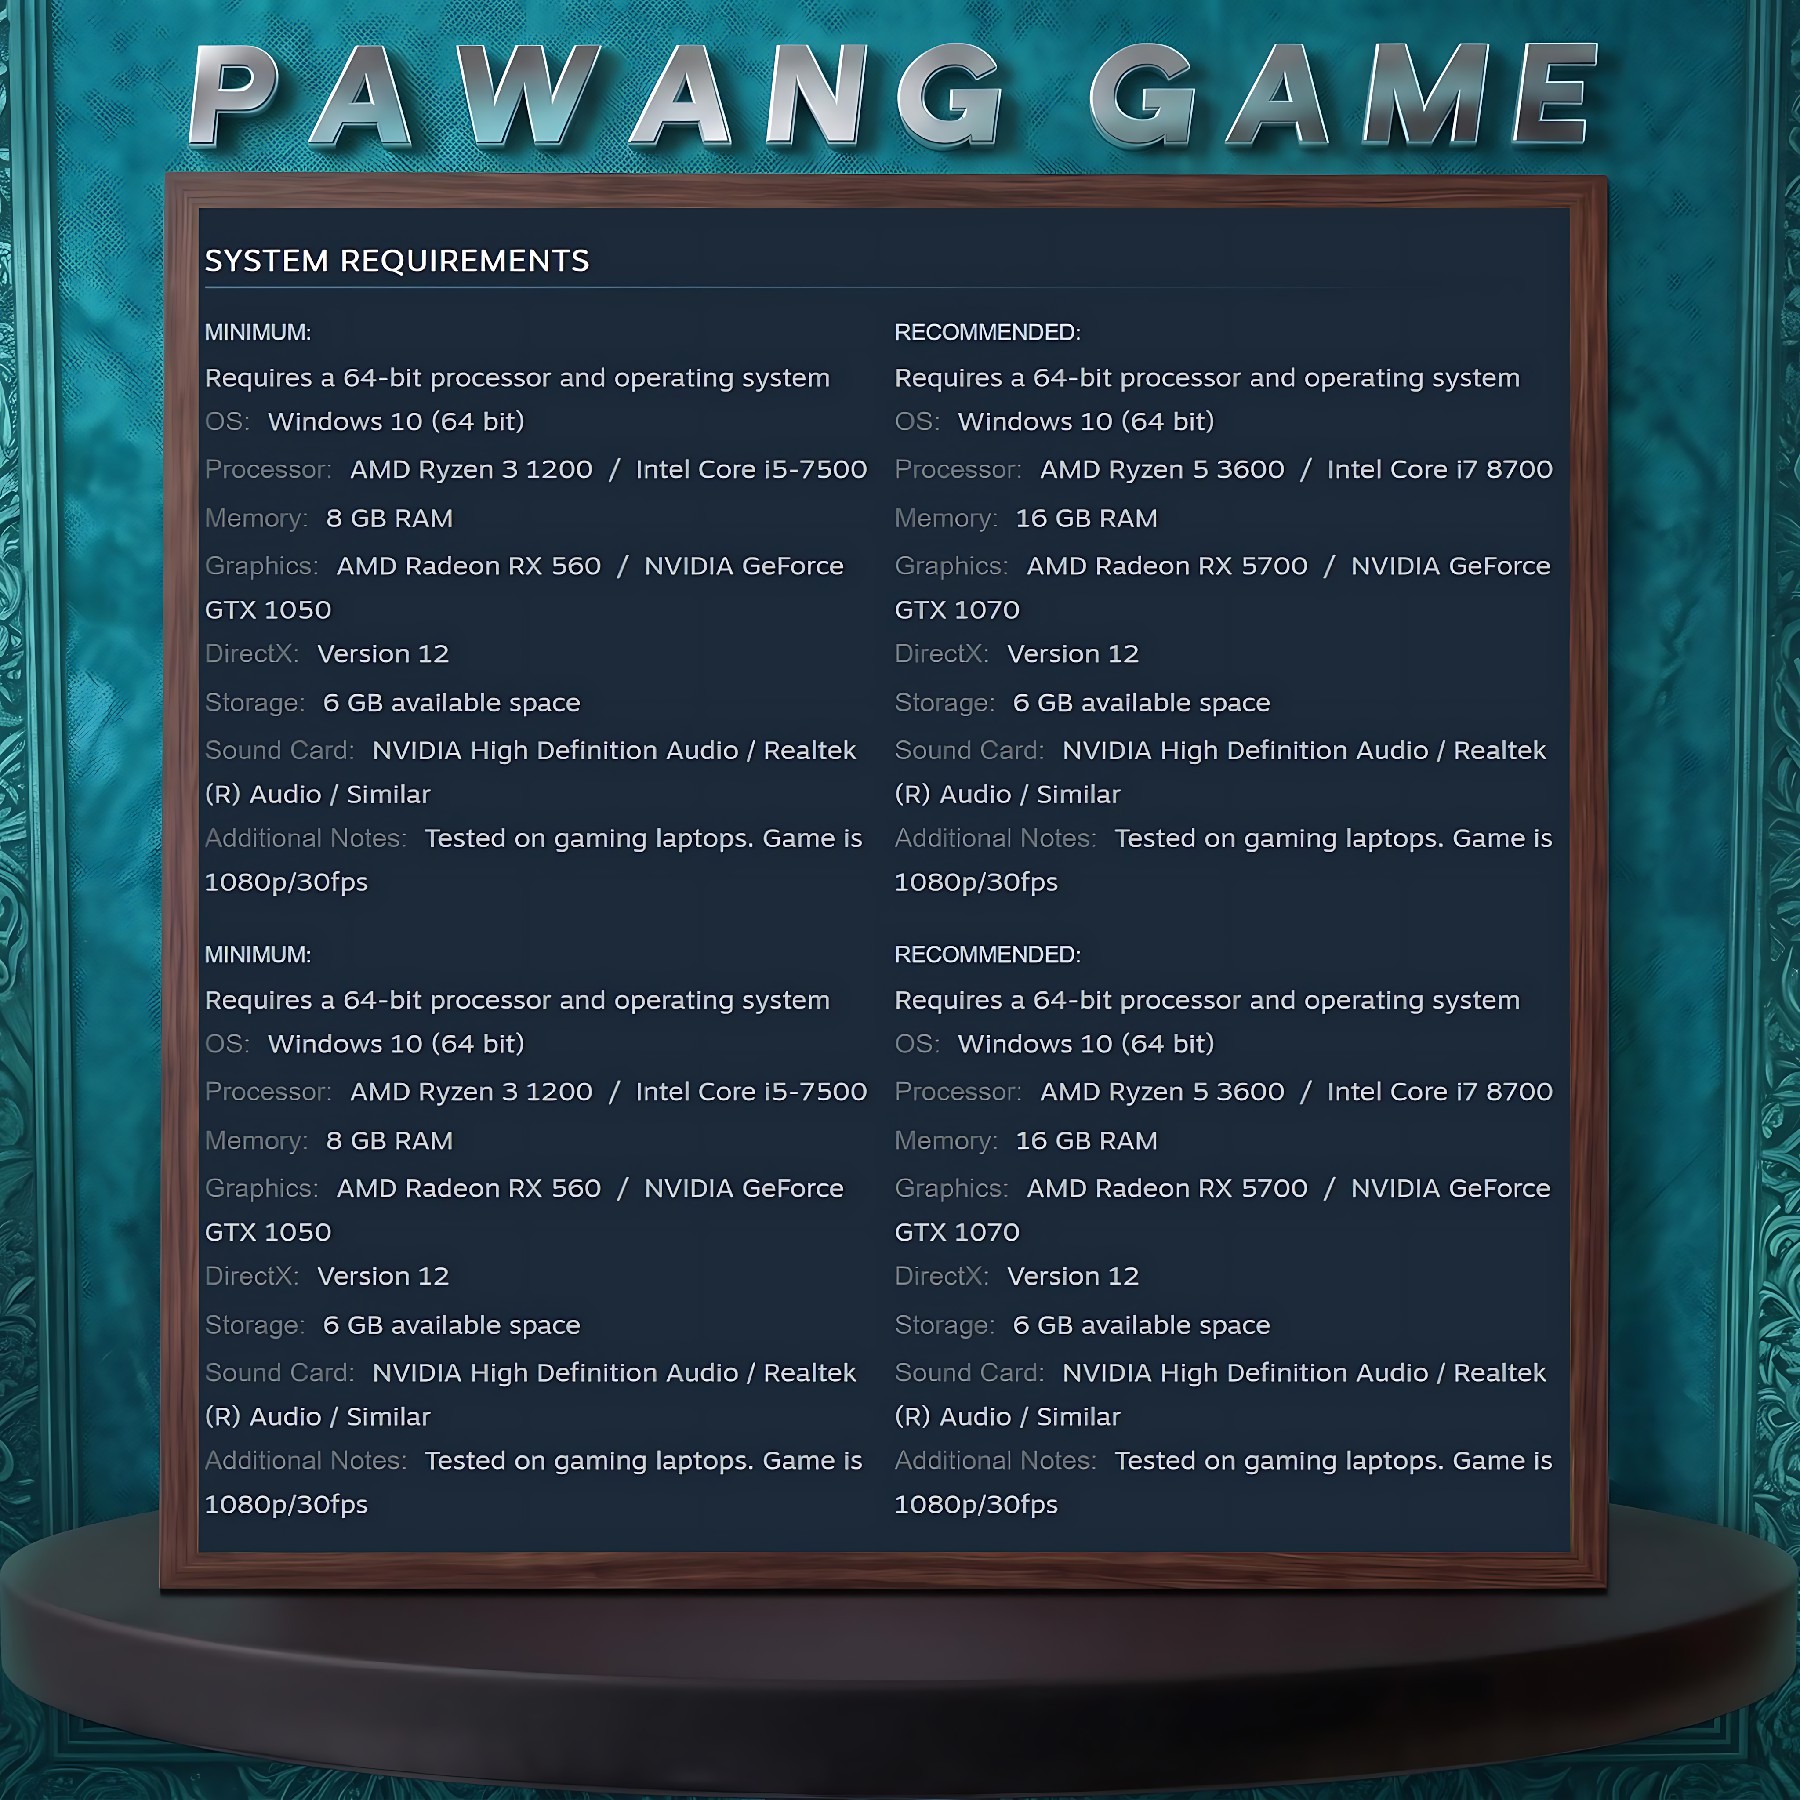 PAWANG GAME
SYSTEM REQUIREMENTS
MINIMUM:
Requires a 64-bit processor and operating system
OS: Windows 10 (64 bit)
Processor: AMD Ryzen 3 1200 / Intel Core i5-7500
Memory: 8 GB RAM
Graphics: AMD Radeon RX 560 / NVIDIA GeForce
GTX 1050
DirectX: Version 12
Storage: 6 GB available space
Sound Card: NVIDIA High Definition Audio / Realtek
(R) Audio / Similar
Additional Notes: Tested on gaming laptops. Game is
1080p/30fps
RECOMMENDED:
Requires a 64-bit processor and operating system
OS: Windows 10 (64 bit)
Processor: AMD Ryzen 5 3600 / Intel Core i7 8700
Memory: 16 GB RAM
Graphics: AMD Radeon RX 5700 / NVIDIA GeForce
GTX 1070
DirectX: Version 12
Storage: 6 GB available space
Sound Card: NVIDIA High Definition Audio / Realtek
(R) Audio / Similar
Additional Notes: Tested on gaming laptops. Game is
1080p/30fps
MINIMUM:
Requires a 64-bit processor and operating system
OS: Windows 10 (64 bit)
Processor: AMD Ryzen 3 1200 / Intel Core i5-7500
Memory: 8 GB RAM
Graphics: AMD Radeon RX 560 / NVIDIA GeForce
GTX 1050
DirectX: Version 12
Storage: 6 GB available space
Sound Card: NVIDIA High Definition Audio / Realtek
(R) Audio / Similar
Additional Notes: Tested on gaming laptops. Game is
1080p/30fps
RECOMMENDED:
Requires a 64-bit processor and operating system
OS: Windows 10 (64 bit)
Processor: AMD Ryzen 5 3600 / Intel Core i7 8700
Memory: 16 GB RAM
Graphics: AMD Radeon RX 5700 / NVIDIA GeForce
GTX 1070
DirectX: Version 12
Storage: 6 GB available space
Sound Card: NVIDIA High Definition Audio / Realtek
(R) Audio / Similar
Additional Notes: Tested on gaming laptops. Game is
1080p/30fps